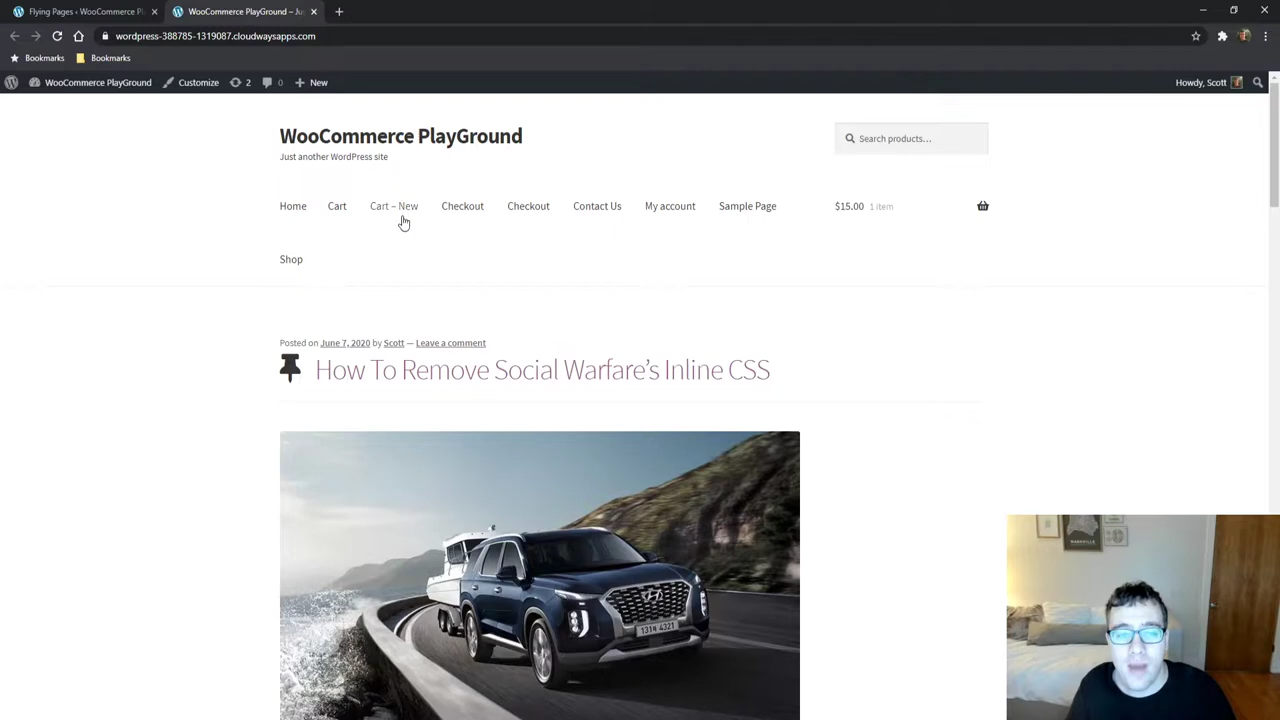 Flying Pages ‹ WooCommerce Pl
WooCommerce PlayGround – Ju
wordpress-388785-1319087.cloudwaysapps.com
Bookmarks
Bookmarks
WooCommerce PlayGround
Customize
2
0
New
Howdy, Scott
WooCommerce PlayGround
Just another WordPress site
Search products…
Home
Cart
Cart – New
Checkout
Checkout
Contact Us
My account
Sample Page
$15.00 1 item
Shop
Posted on June 7, 2020 by Scott — Leave a comment
How To Remove Social Warfare’s Inline CSS
1314 4321
NASHVILLE